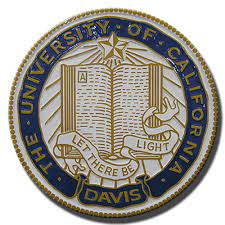 · THE UNIVERSITY OF CALIFORNIA ·
A
LET THERE BE
LIGHT
DAVIS